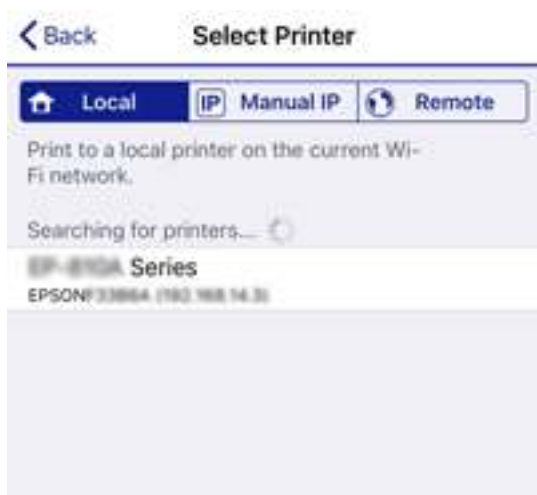 Back Select Printer
Local IP Manual IP Remote
Print to a local printer on the current Wi-
Fi network.
Searching for printers...
Series
EPSON